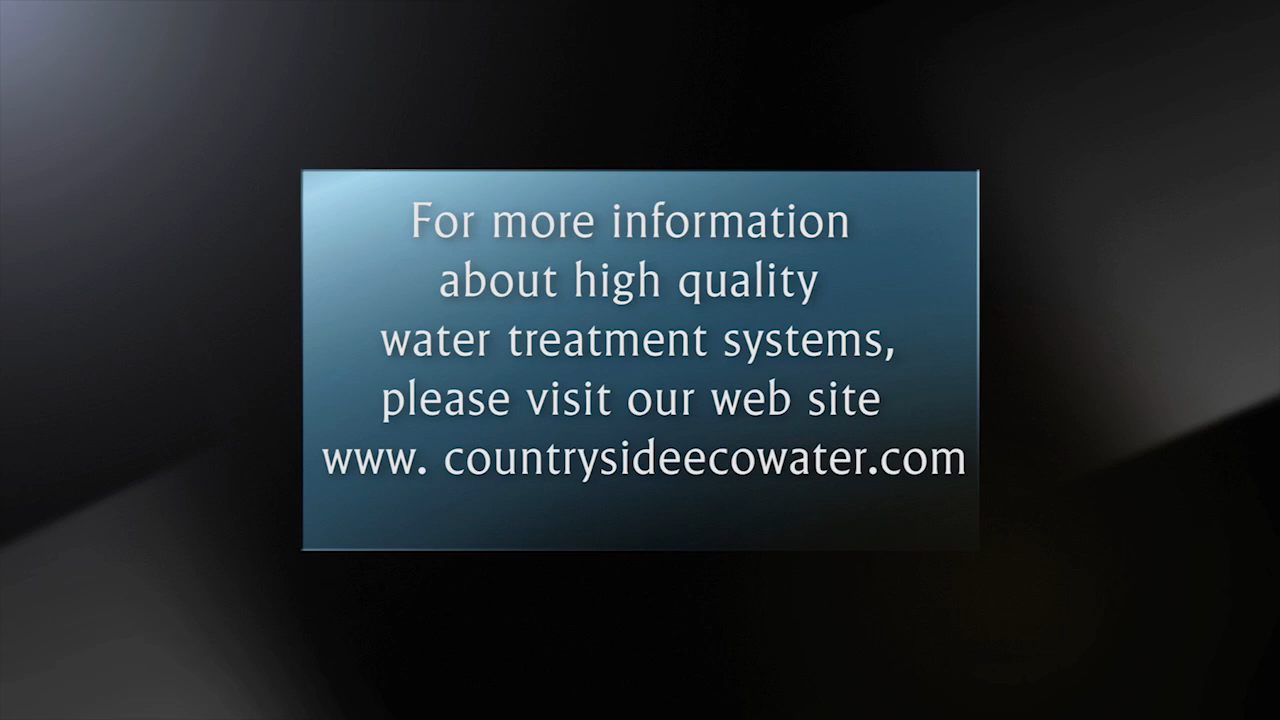 For more information
about high quality
water treatment systems,
please visit our web site
www. countrysideecowater.com